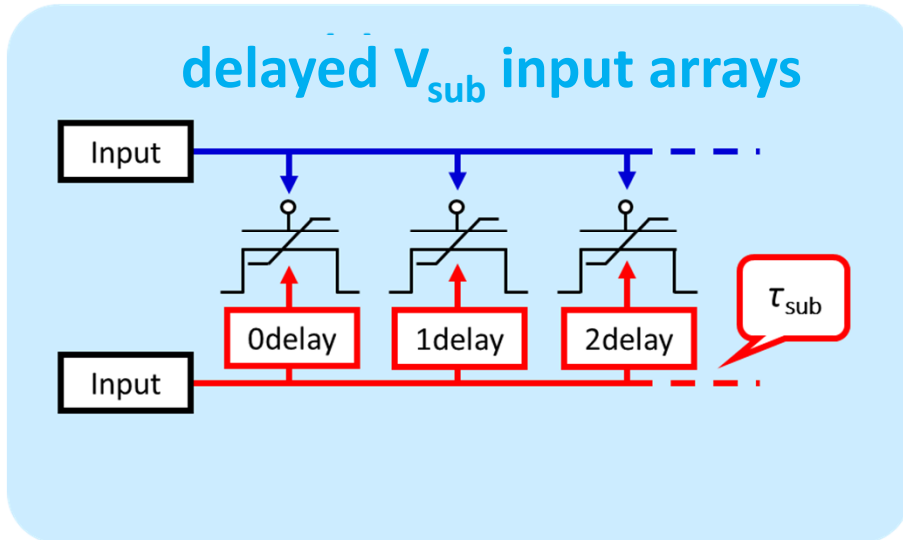 delayed Vsub input arrays
Input
0delay
1delay
2delay
τsub
Input